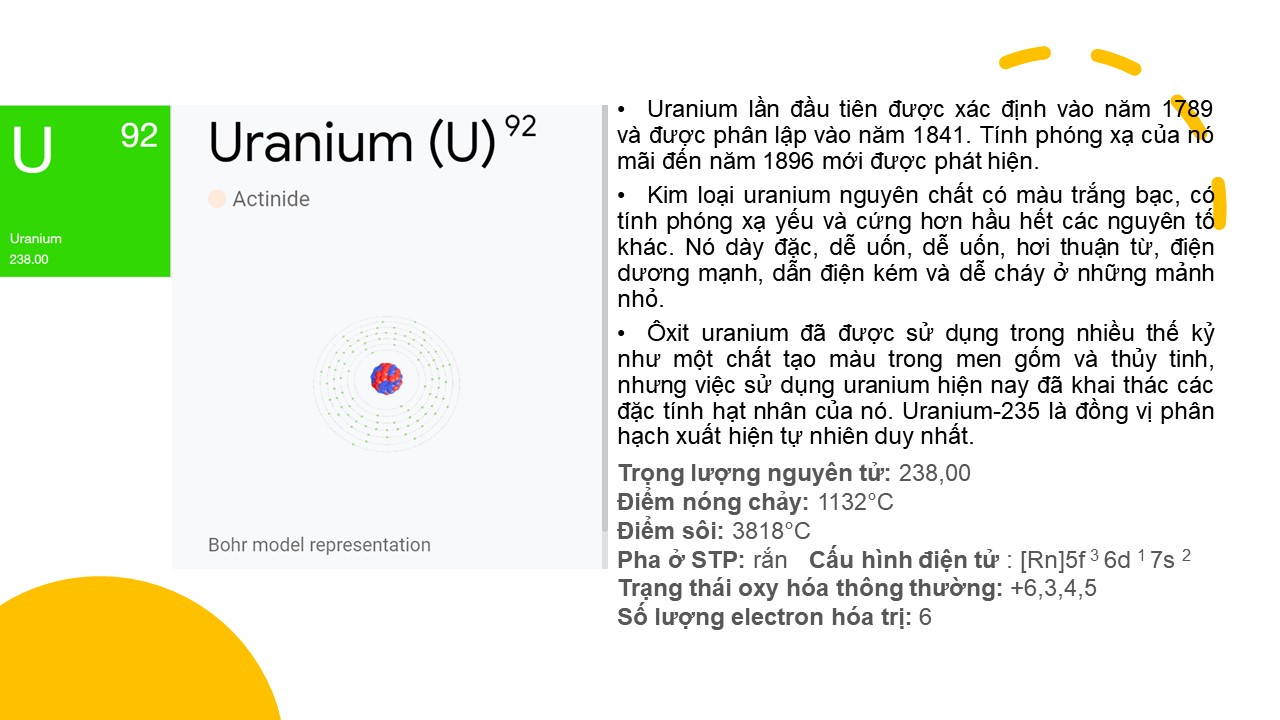 U
92
Uranium
238.00
Uranium (U) 92
Actinide
Bohr model representation
• Uranium lần đầu tiên được xác định vào năm 1789
và được phân lập vào năm 1841. Tính phóng xạ của nó
mãi đến năm 1896 mới được phát hiện.
• Kim loại uranium nguyên chất có màu trắng bạc, có
tính phóng xạ yếu và cứng hơn hầu hết các nguyên tố
khác. Nó dày đặc, dễ uốn, dễ uốn, hơi thuận từ, điện
dương mạnh, dẫn điện kém và dễ cháy ở những mảnh
nhỏ.
• Ôxit uranium đã được sử dụng trong nhiều thế kỷ
như một chất tạo màu trong men gốm và thủy tinh,
nhưng việc sử dụng uranium hiện nay đã khai thác các
đặc tính hạt nhân của nó. Uranium-235 là đồng vị phân
hạch xuất hiện tự nhiên duy nhất.
Trọng lượng nguyên tử: 238,00
Điểm nóng chảy: 1132°C
Điểm sôi: 3818°C
Pha ở STP: rắn Cấu hình điện tử : [Rn]5f 3 6d 1 7s 2
Trạng thái oxy hóa thông thường: +6,3,4,5
Số lượng electron hóa trị: 6